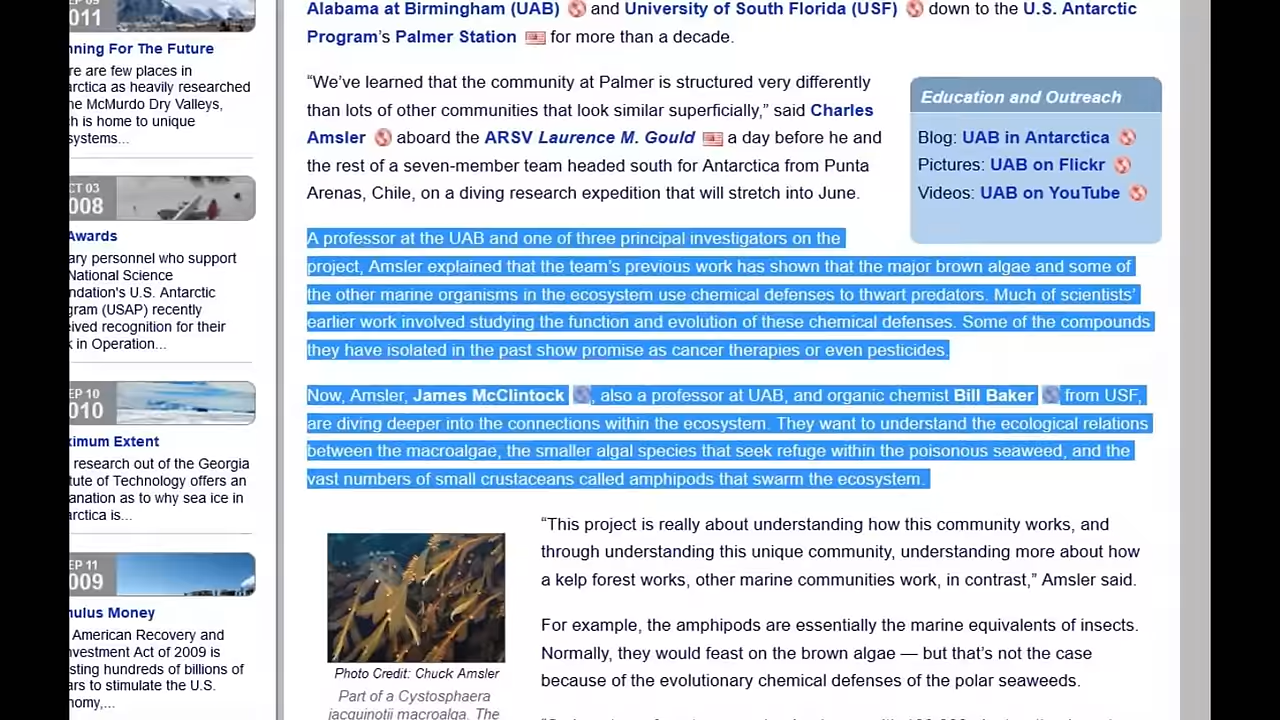 EP 09
2011
nning For The Future
re are few places in
arctica as heavily researched
he McMurdo Dry Valleys,
ch is home to unique
systems...
CT 03
008
Awards
ary personnel who support
National Science
ndation's U.S. Antarctic
gram (USAP) recently
eived recognition for their
k in Operation...
EP 10
010
ximum Extent
research out of the Georgia
tute of Technology offers an
anation as to why sea ice in
arctica is...
EP 11
009
mulus Money
American Recovery and
nvestment Act of 2009 is
sting hundreds of billions of
ars to stimulate the U.S.
nomy,...
Alabama at Birmingham (UAB) and University of South Florida (USF) down to the U.S. Antarctic
Program's Palmer Station for more than a decade.
“We’ve learned that the community at Palmer is structured very differently
than lots of other communities that look similar superficially,” said Charles
Amsler aboard the ARSV Laurence M. Gould a day before he and
the rest of a seven-member team headed south for Antarctica from Punta
Arenas, Chile, on a diving research expedition that will stretch into June.
Education and Outreach
Blog: UAB in Antarctica
Pictures: UAB on Flickr
Videos: UAB on YouTube
A professor at the UAB and one of three principal investigators on the
project, Amsler explained that the team’s previous work has shown that the major brown algae and some of
the other marine organisms in the ecosystem use chemical defenses to thwart predators. Much of scientists’
earlier work involved studying the function and evolution of these chemical defenses. Some of the compounds
they have isolated in the past show promise as cancer therapies or even pesticides.
Now, Amsler, James McClintock , also a professor at UAB, and organic chemist Bill Baker from USF,
are diving deeper into the connections within the ecosystem. They want to understand the ecological relations
between the macroalgae, the smaller algal species that seek refuge within the poisonous seaweed, and the
vast numbers of small crustaceans called amphipods that swarm the ecosystem.
“This project is really about understanding how this community works, and
through understanding this unique community, understanding more about how
a kelp forest works, other marine communities work, in contrast,” Amsler said.
For example, the amphipods are essentially the marine equivalents of insects.
Normally, they would feast on the brown algae — but that’s not the case
because of the evolutionary chemical defenses of the polar seaweeds.
Photo Credit: Chuck Amsler
Part of a Cystosphaera
jacquinotii macroalga. The